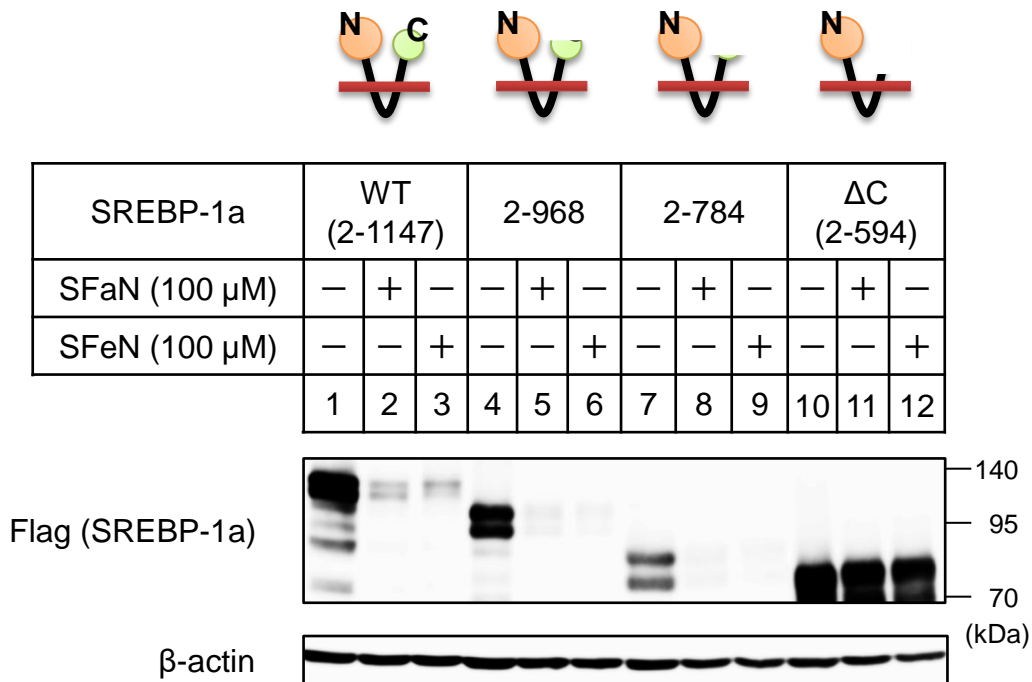 N C N N N
SREBP-1a WT (2-1147) 2-968 2-784 ΔC (2-594)
SFaN (100 μM) − + − − + − − + − − + −
SFeN (100 μM) − − + − − + − − + − − +
1 2 3 4 5 6 7 8 9 10 11 12
140
Flag (SREBP-1a) 95
70
(kDa)
β-actin